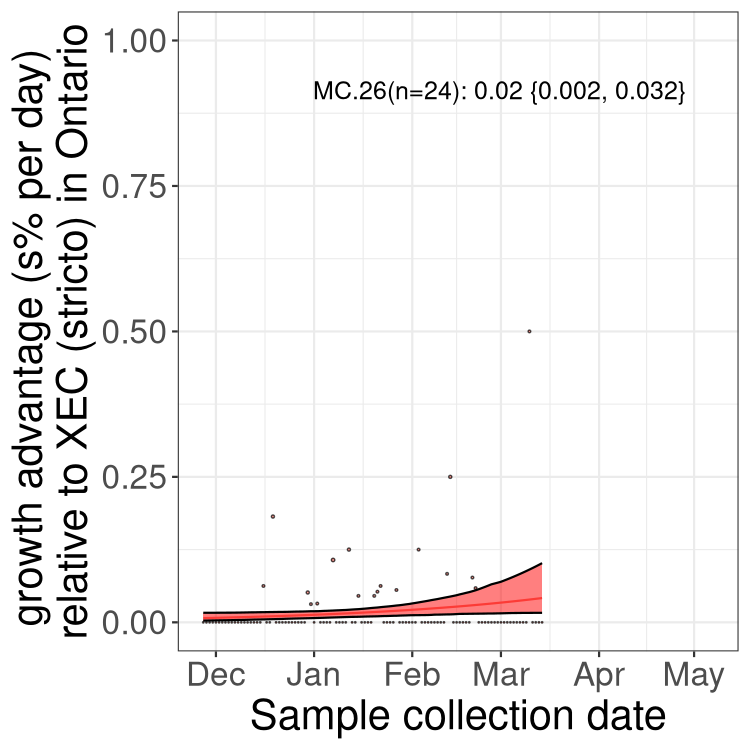 growth advantage (s% per day)
relative to XEC (stricto) in Ontario
1.00
0.75
0.50
0.25
0.00
MC.26(n=24): 0.02 {0.002, 0.032}
Dec Jan Feb Mar Apr May
Sample collection date